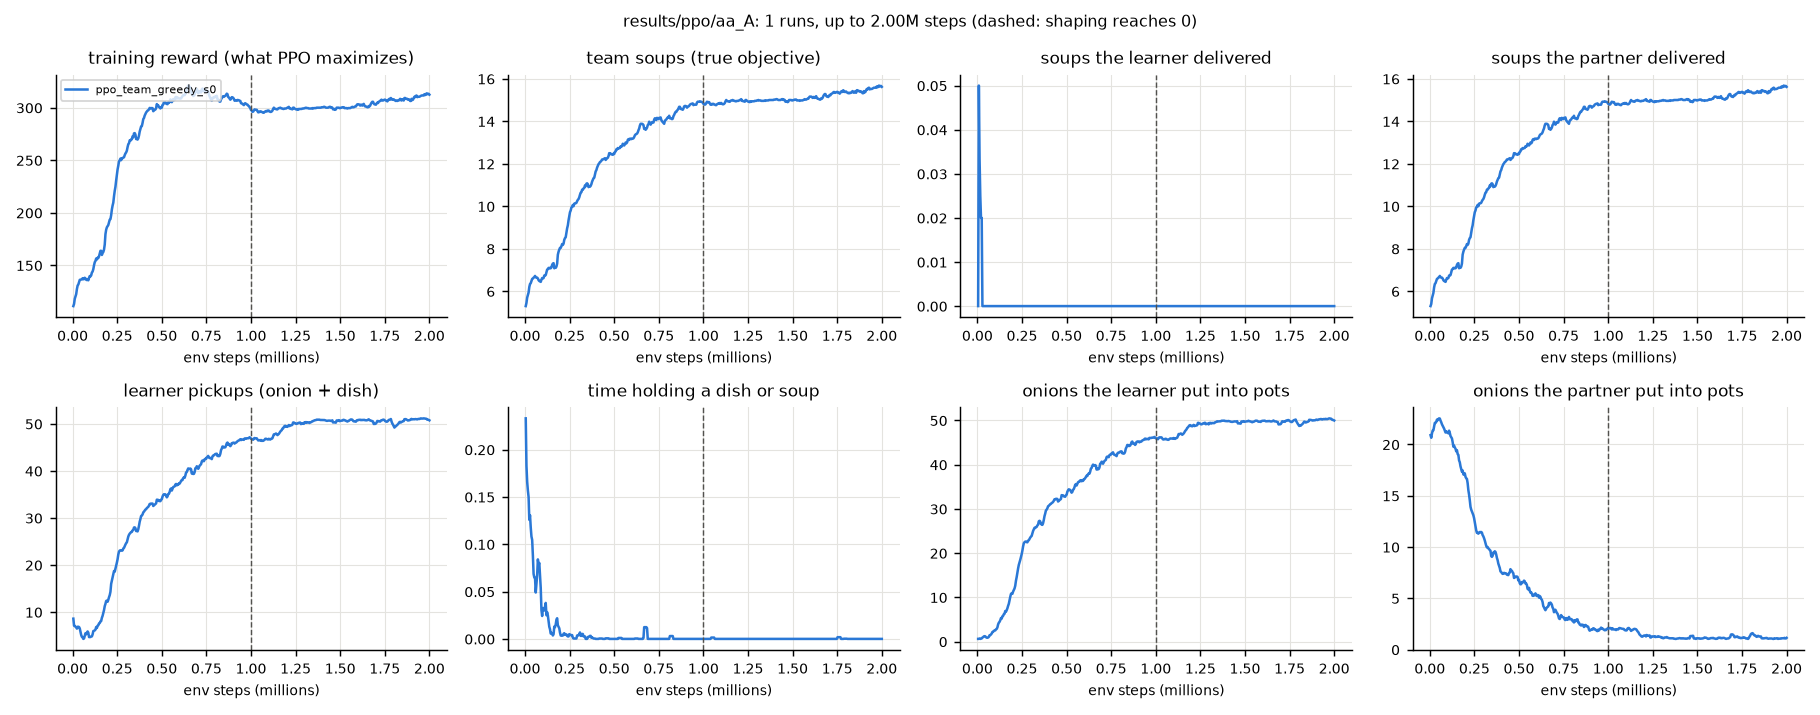 results/ppo/aa_A: 1 runs, up to 2.00M steps (dashed: shaping reaches 0)
training reward (what PPO maximizes)
ppo_team_greedy_s0
300
250
200
150
0.00 0.25 0.50 0.75 1.00 1.25 1.50 1.75 2.00
env steps (millions)
team soups (true objective)
16
14
12
10
8
6
0.00 0.25 0.50 0.75 1.00 1.25 1.50 1.75 2.00
env steps (millions)
soups the learner delivered
0.05
0.04
0.03
0.02
0.01
0.00
0.00 0.25 0.50 0.75 1.00 1.25 1.50 1.75 2.00
env steps (millions)
soups the partner delivered
16
14
12
10
8
6
0.00 0.25 0.50 0.75 1.00 1.25 1.50 1.75 2.00
env steps (millions)
learner pickups (onion + dish)
50
40
30
20
10
0.00 0.25 0.50 0.75 1.00 1.25 1.50 1.75 2.00
env steps (millions)
time holding a dish or soup
0.20
0.15
0.10
0.05
0.00
0.00 0.25 0.50 0.75 1.00 1.25 1.50 1.75 2.00
env steps (millions)
onions the learner put into pots
50
40
30
20
10
0
0.00 0.25 0.50 0.75 1.00 1.25 1.50 1.75 2.00
env steps (millions)
onions the partner put into pots
20
15
10
5
0
0.00 0.25 0.50 0.75 1.00 1.25 1.50 1.75 2.00
env steps (millions)